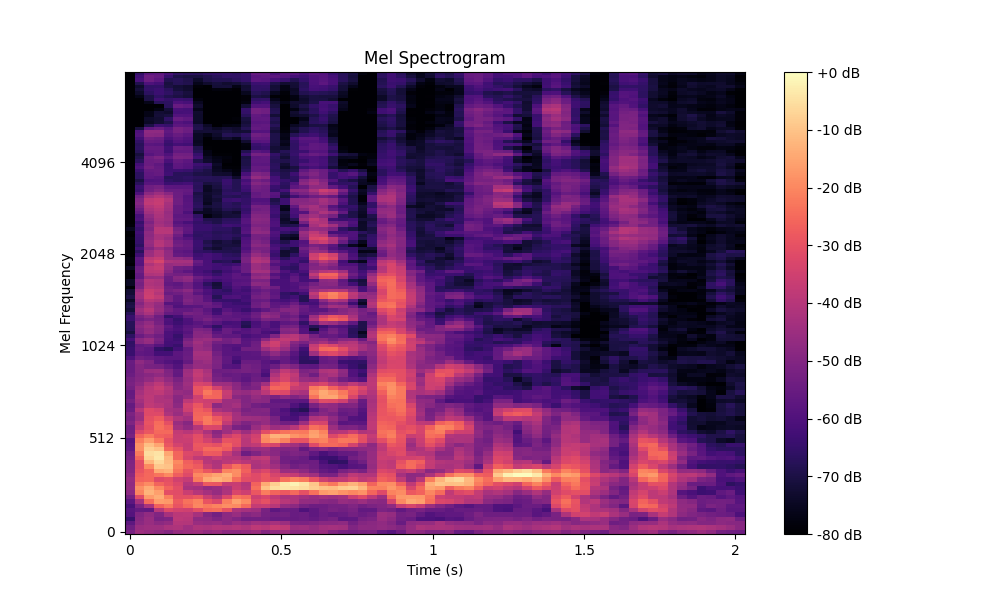 Mel Spectrogram
+0 dB
-10 dB
-20 dB
-30 dB
-40 dB
-50 dB
-60 dB
-70 dB
-80 dB
Mel Frequency
4096
2048
1024
512
0
0 0.5 1 1.5 2
Time (s)